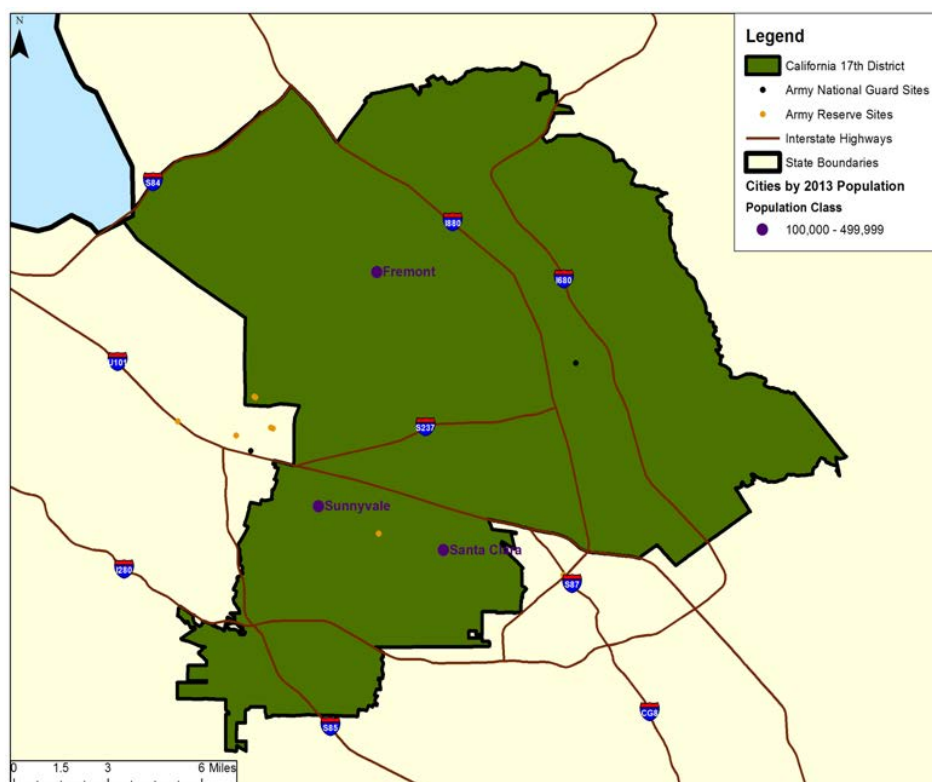 N
Legend
California 17th District
Army National Guard Sites
Army Reserve Sites
Interstate Highways
State Boundaries
Cities by 2013 Population
Population Class
100,000 - 499,999
S84
I880
Fremont
I680
U101
S237
Sunnyvale
Santa Clara
I280
S87
CG8
S85
0 1.5 3 6 Miles